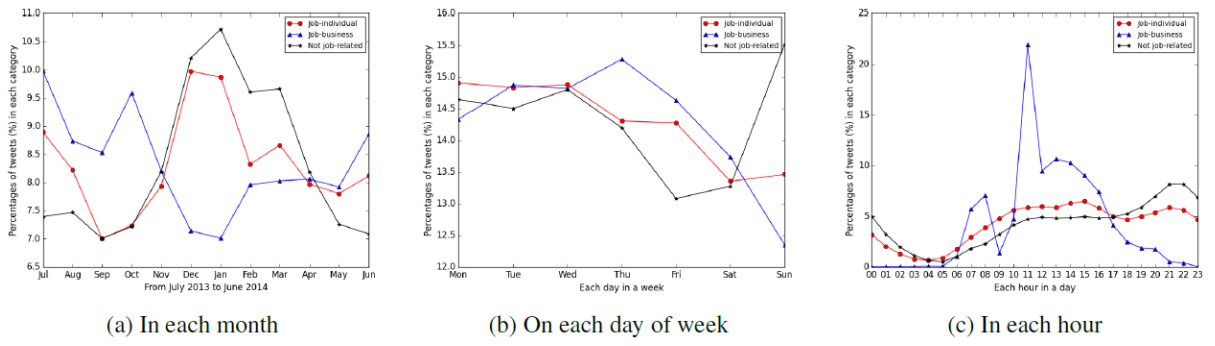 11.0
10.5
10.0
9.5
9.0
8.5
8.0
7.5
7.0
6.5
Percentages of tweets (%) in each category
Job-individual
Job-business
Not job-related
Jul Aug Sep Oct Nov Dec Jan Feb Mar Apr May Jun
From July 2013 to June 2014
(a) In each month
16.0
15.5
15.0
14.5
14.0
13.5
13.0
12.5
12.0
Percentages of tweets (%) in each category
Job-individual
Job-business
Not job-related
Mon Tue Wed Thu Fri Sat Sun
Each day in a week
(b) On each day of week
25
20
15
10
5
0
Percentages of tweets (%) in each category
Job-individual
Job-business
Not job-related
00 01 02 03 04 05 06 07 08 09 10 11 12 13 14 15 16 17 18 19 20 21 22 23
Each hour in a day
(c) In each hour